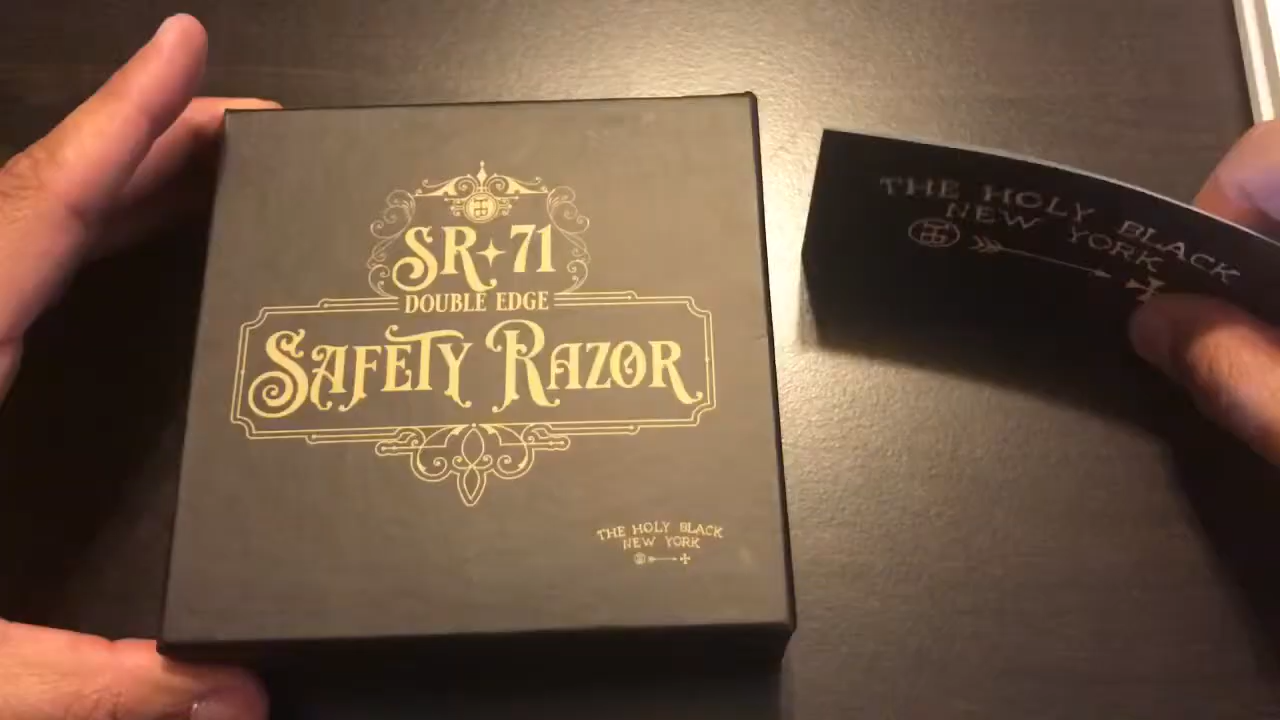 SR✦71
DOUBLE EDGE
SAFETY RAZOR
THE HOLY BLACK
NEW YORK
THE HOLY BLACK
NEW YORK